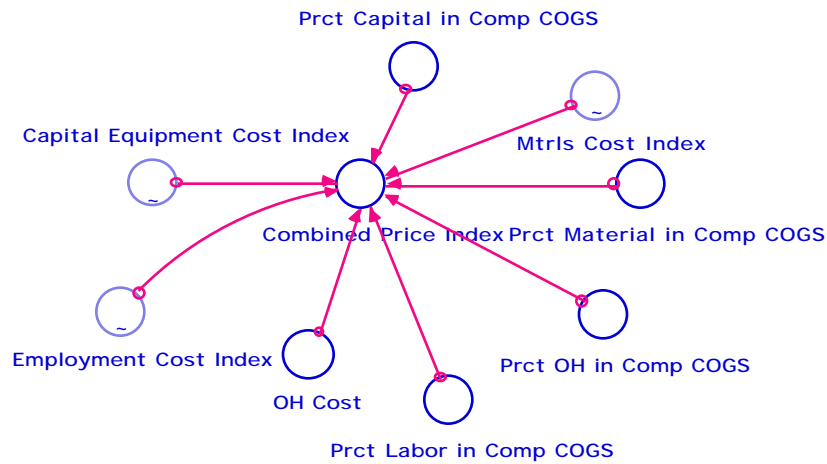 Prct Capital in Comp COGS
~
Capital Equipment Cost Index
Mtrls Cost Index
~
Combined Price Index
Prct Material in Comp COGS
~
Employment Cost Index
Prct OH in Comp COGS
OH Cost
Prct Labor in Comp COGS